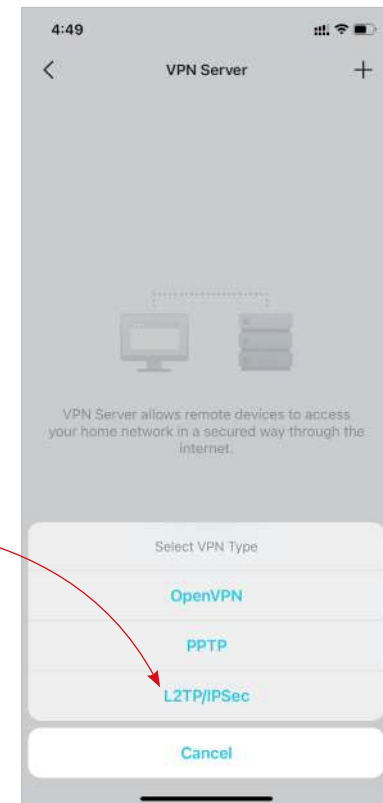 4:49
VPN Server
VPN Server allows remote devices to access
your home network in a secured way through the
internet.
Select VPN Type
OpenVPN
PPTP
L2TP/IPSec
Cancel